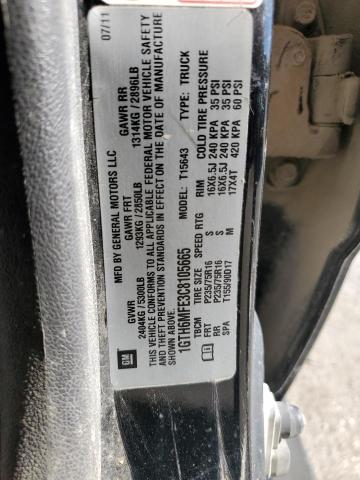 MFD BY GENERAL MOTORS LLC 07/11
GVWR GAWR FRT GAWR RR
2404KG / 5300LB 1293KG / 2850LB 1314KG / 2896LB
THIS VEHICLE CONFORMS TO ALL APPLICABLE FEDERAL MOTOR VEHICLE SAFETY
AND THEFT PREVENTION STANDARDS IN EFFECT ON THE DATE OF MANUFACTURE
SHOWN ABOVE.
1GTH6MFE3C8105665 MODEL: T15643 TYPE: TRUCK
TBCM TIRE SIZE SPEED RTG RIM COLD TIRE PRESSURE
FRT P235/75R16 S 16X6.5J 240 KPA 35 PSI
RR P235/75R16 S 16X6.5J 240 KPA 35 PSI
SPA T155/90D17 M 17X4T 420 KPA 60 PSI
GM